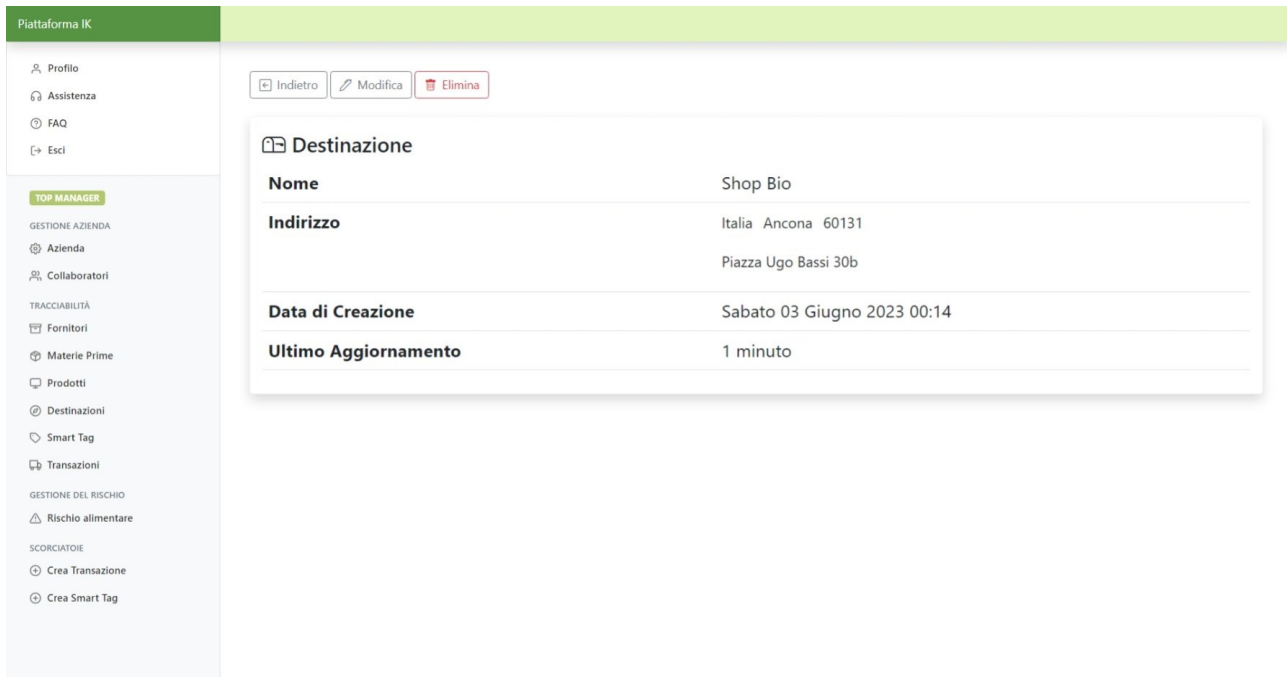 Piattaforma IK
Profilo
Assistenza
FAQ
Esci
TOP MANAGER
GESTIONE AZIENDA
Azienda
Collaboratori
TRACCIABILITÀ
Fornitori
Materie Prime
Prodotti
Destinazioni
Smart Tag
Transazioni
GESTIONE DEL RISCHIO
Rischio alimentare
SCORCIATOIE
Crea Transazione
Crea Smart Tag
Indietro Modifica Elimina
Destinazione
Nome Shop Bio
Indirizzo Italia Ancona 60131
Piazza Ugo Bassi 30b
Data di Creazione Sabato 03 Giugno 2023 00:14
Ultimo Aggiornamento 1 minuto